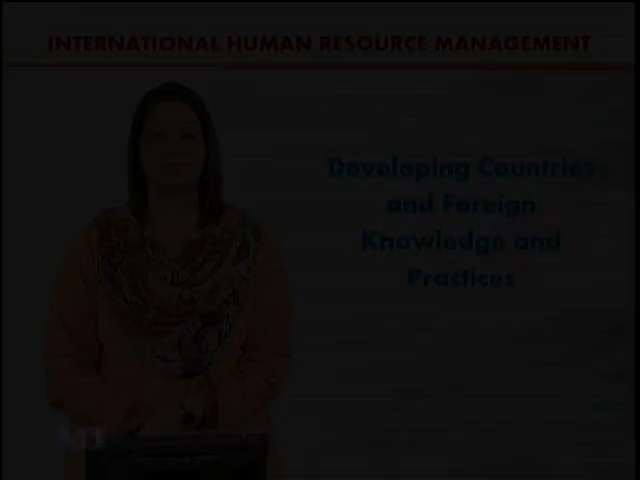 INTERNATIONAL HUMAN RESOURCE MANAGEMENT
Developing Countries
and Foreign
Knowledge and
Practices